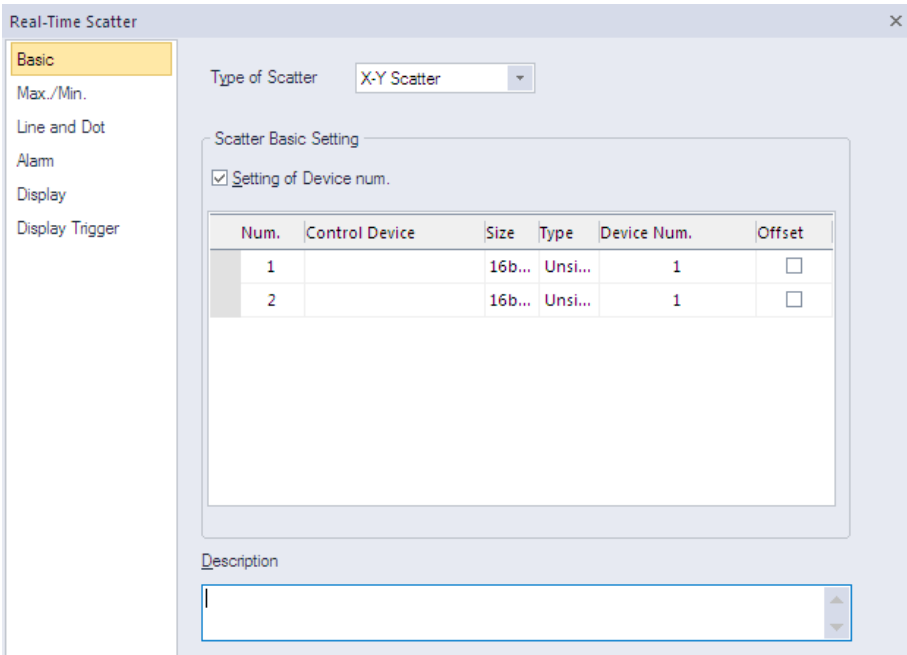 Real-Time Scatter
Basic
Max./Min.
Line and Dot
Alarm
Display
Display Trigger
Type of Scatter X-Y Scatter
Scatter Basic Setting
Setting of Device num.
Num. Control Device Size Type Device Num. Offset
1 16b... Unsi... 1
2 16b... Unsi... 1
Description